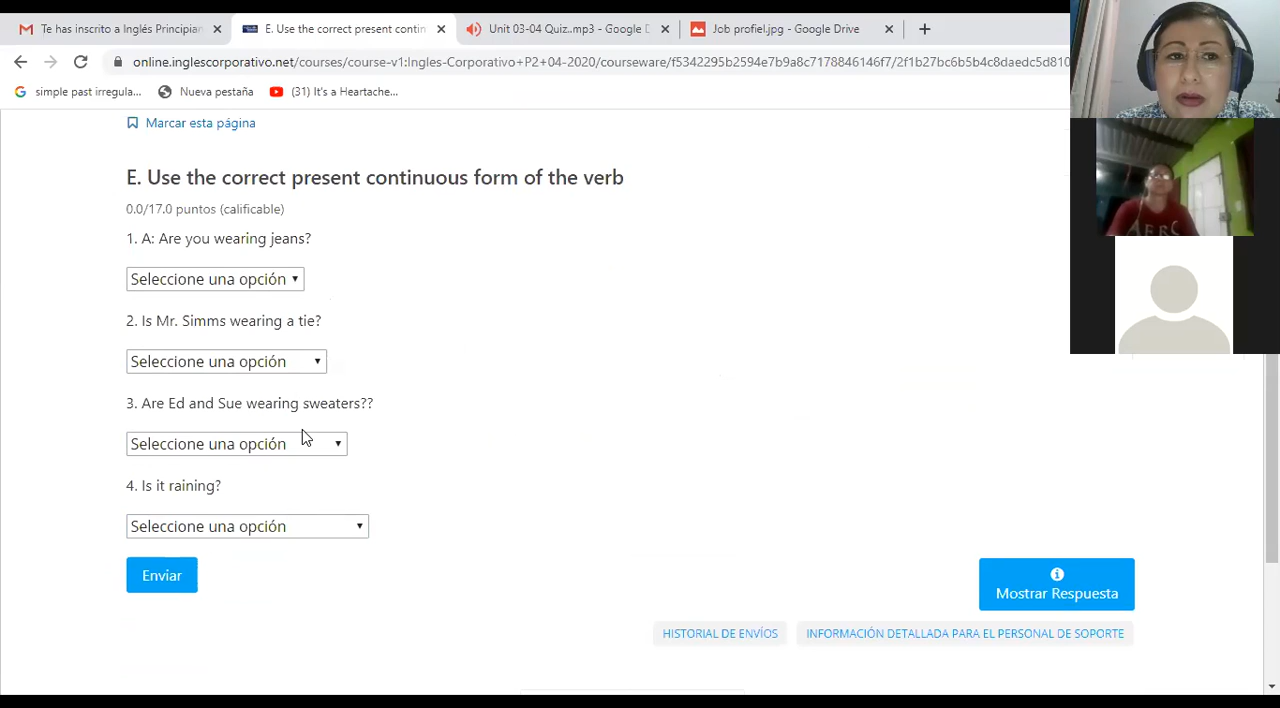 Te has inscrito a Inglés Principian
E. Use the correct present contin
Unit 03-04 Quiz..mp3 - Google D
Job profiel.jpg - Google Drive
online.inglescorporativo.net/courses/course-v1:Ingles-Corporativo+P2+04-2020/courseware/f5342295b2594e7b9a8c7178846146f7/2f1b27bc6b5b4c8daedc5d810
simple past irregula...
Nueva pestaña
(31) It's a Heartache...
Marcar esta página
E. Use the correct present continuous form of the verb
0.0/17.0 puntos (calificable)
1. A: Are you wearing jeans?
Seleccione una opción
2. Is Mr. Simms wearing a tie?
Seleccione una opción
3. Are Ed and Sue wearing sweaters??
Seleccione una opción
4. Is it raining?
Seleccione una opción
Enviar
Mostrar Respuesta
HISTORIAL DE ENVÍOS
INFORMACIÓN DETALLADA PARA EL PERSONAL DE SOPORTE